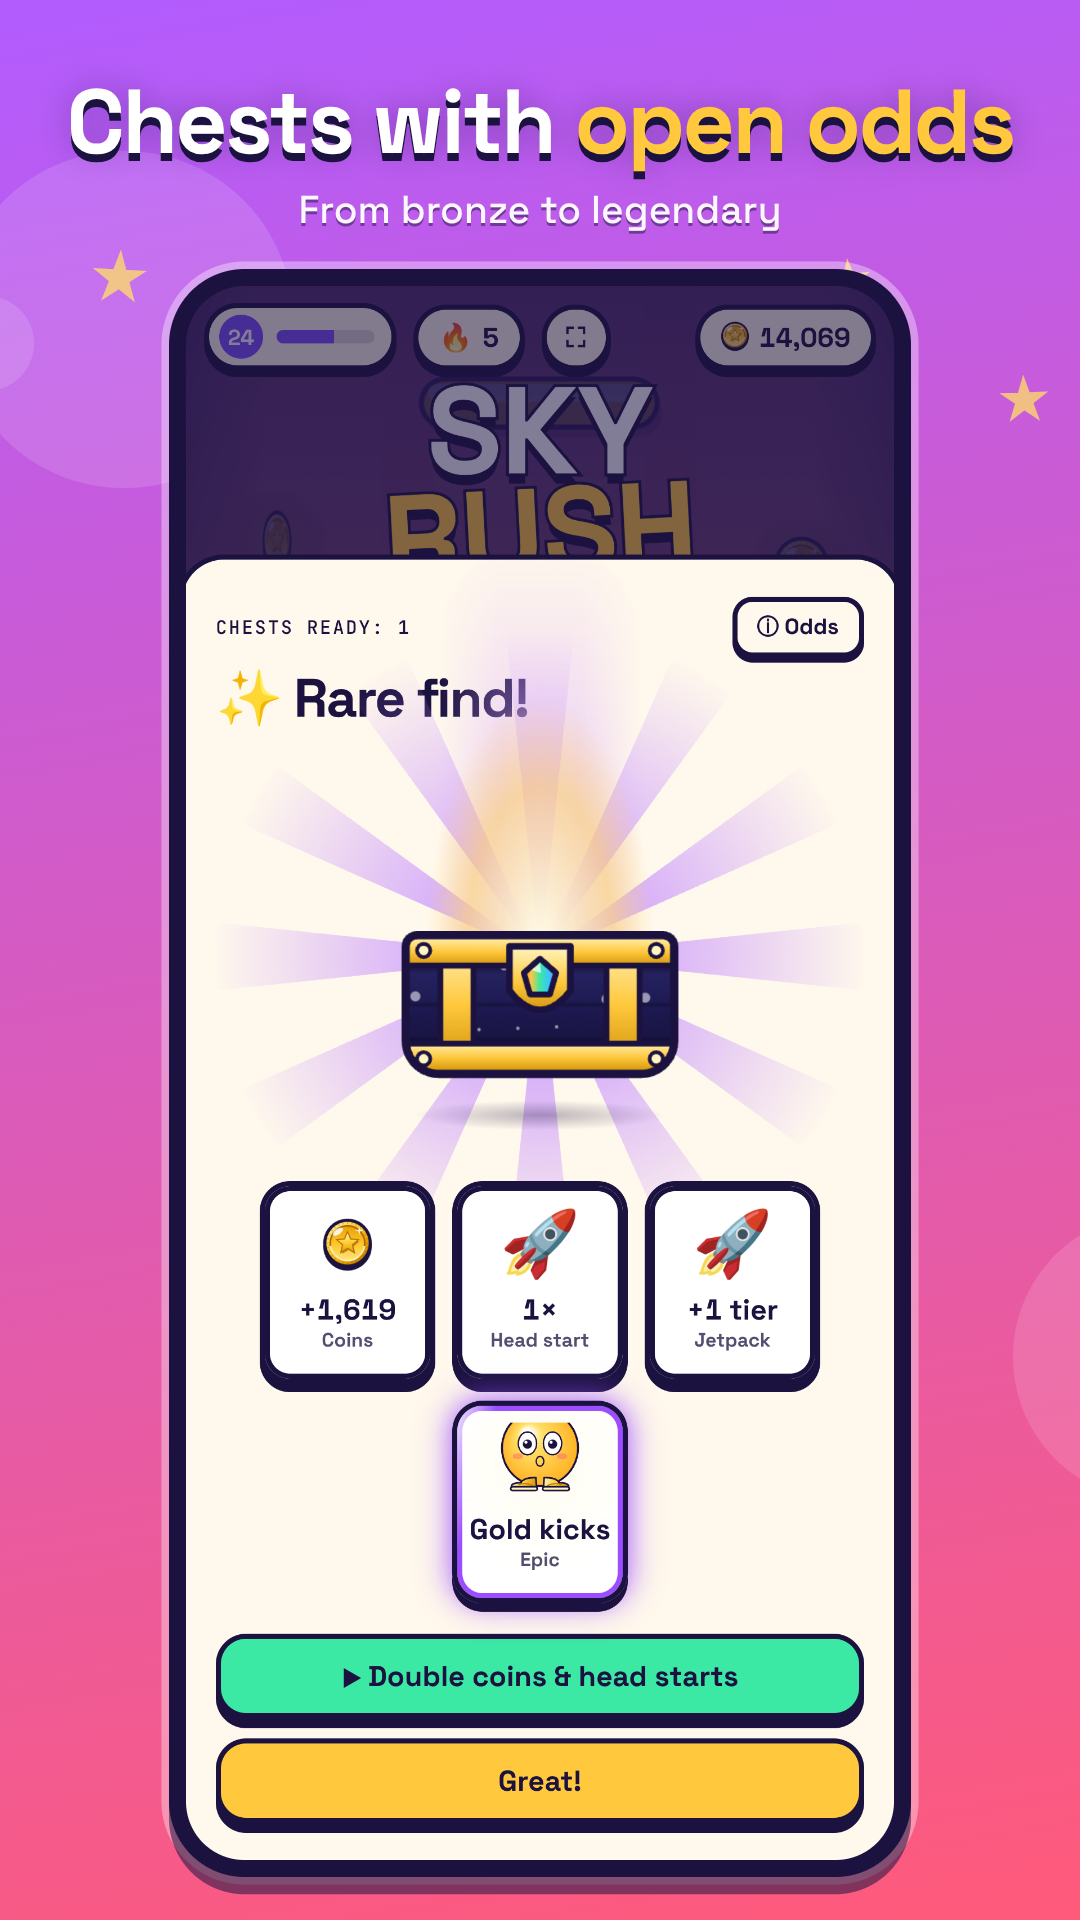 Chests with open odds
From bronze to legendary
24
🔥 5
14,069
SKY
RUSH
CHESTS READY: 1
ⓘ Odds
✨ Rare find!
+1,619
Coins
1×
Head start
+1 tier
Jetpack
Gold kicks
Epic
▶ Double coins & head starts
Great!